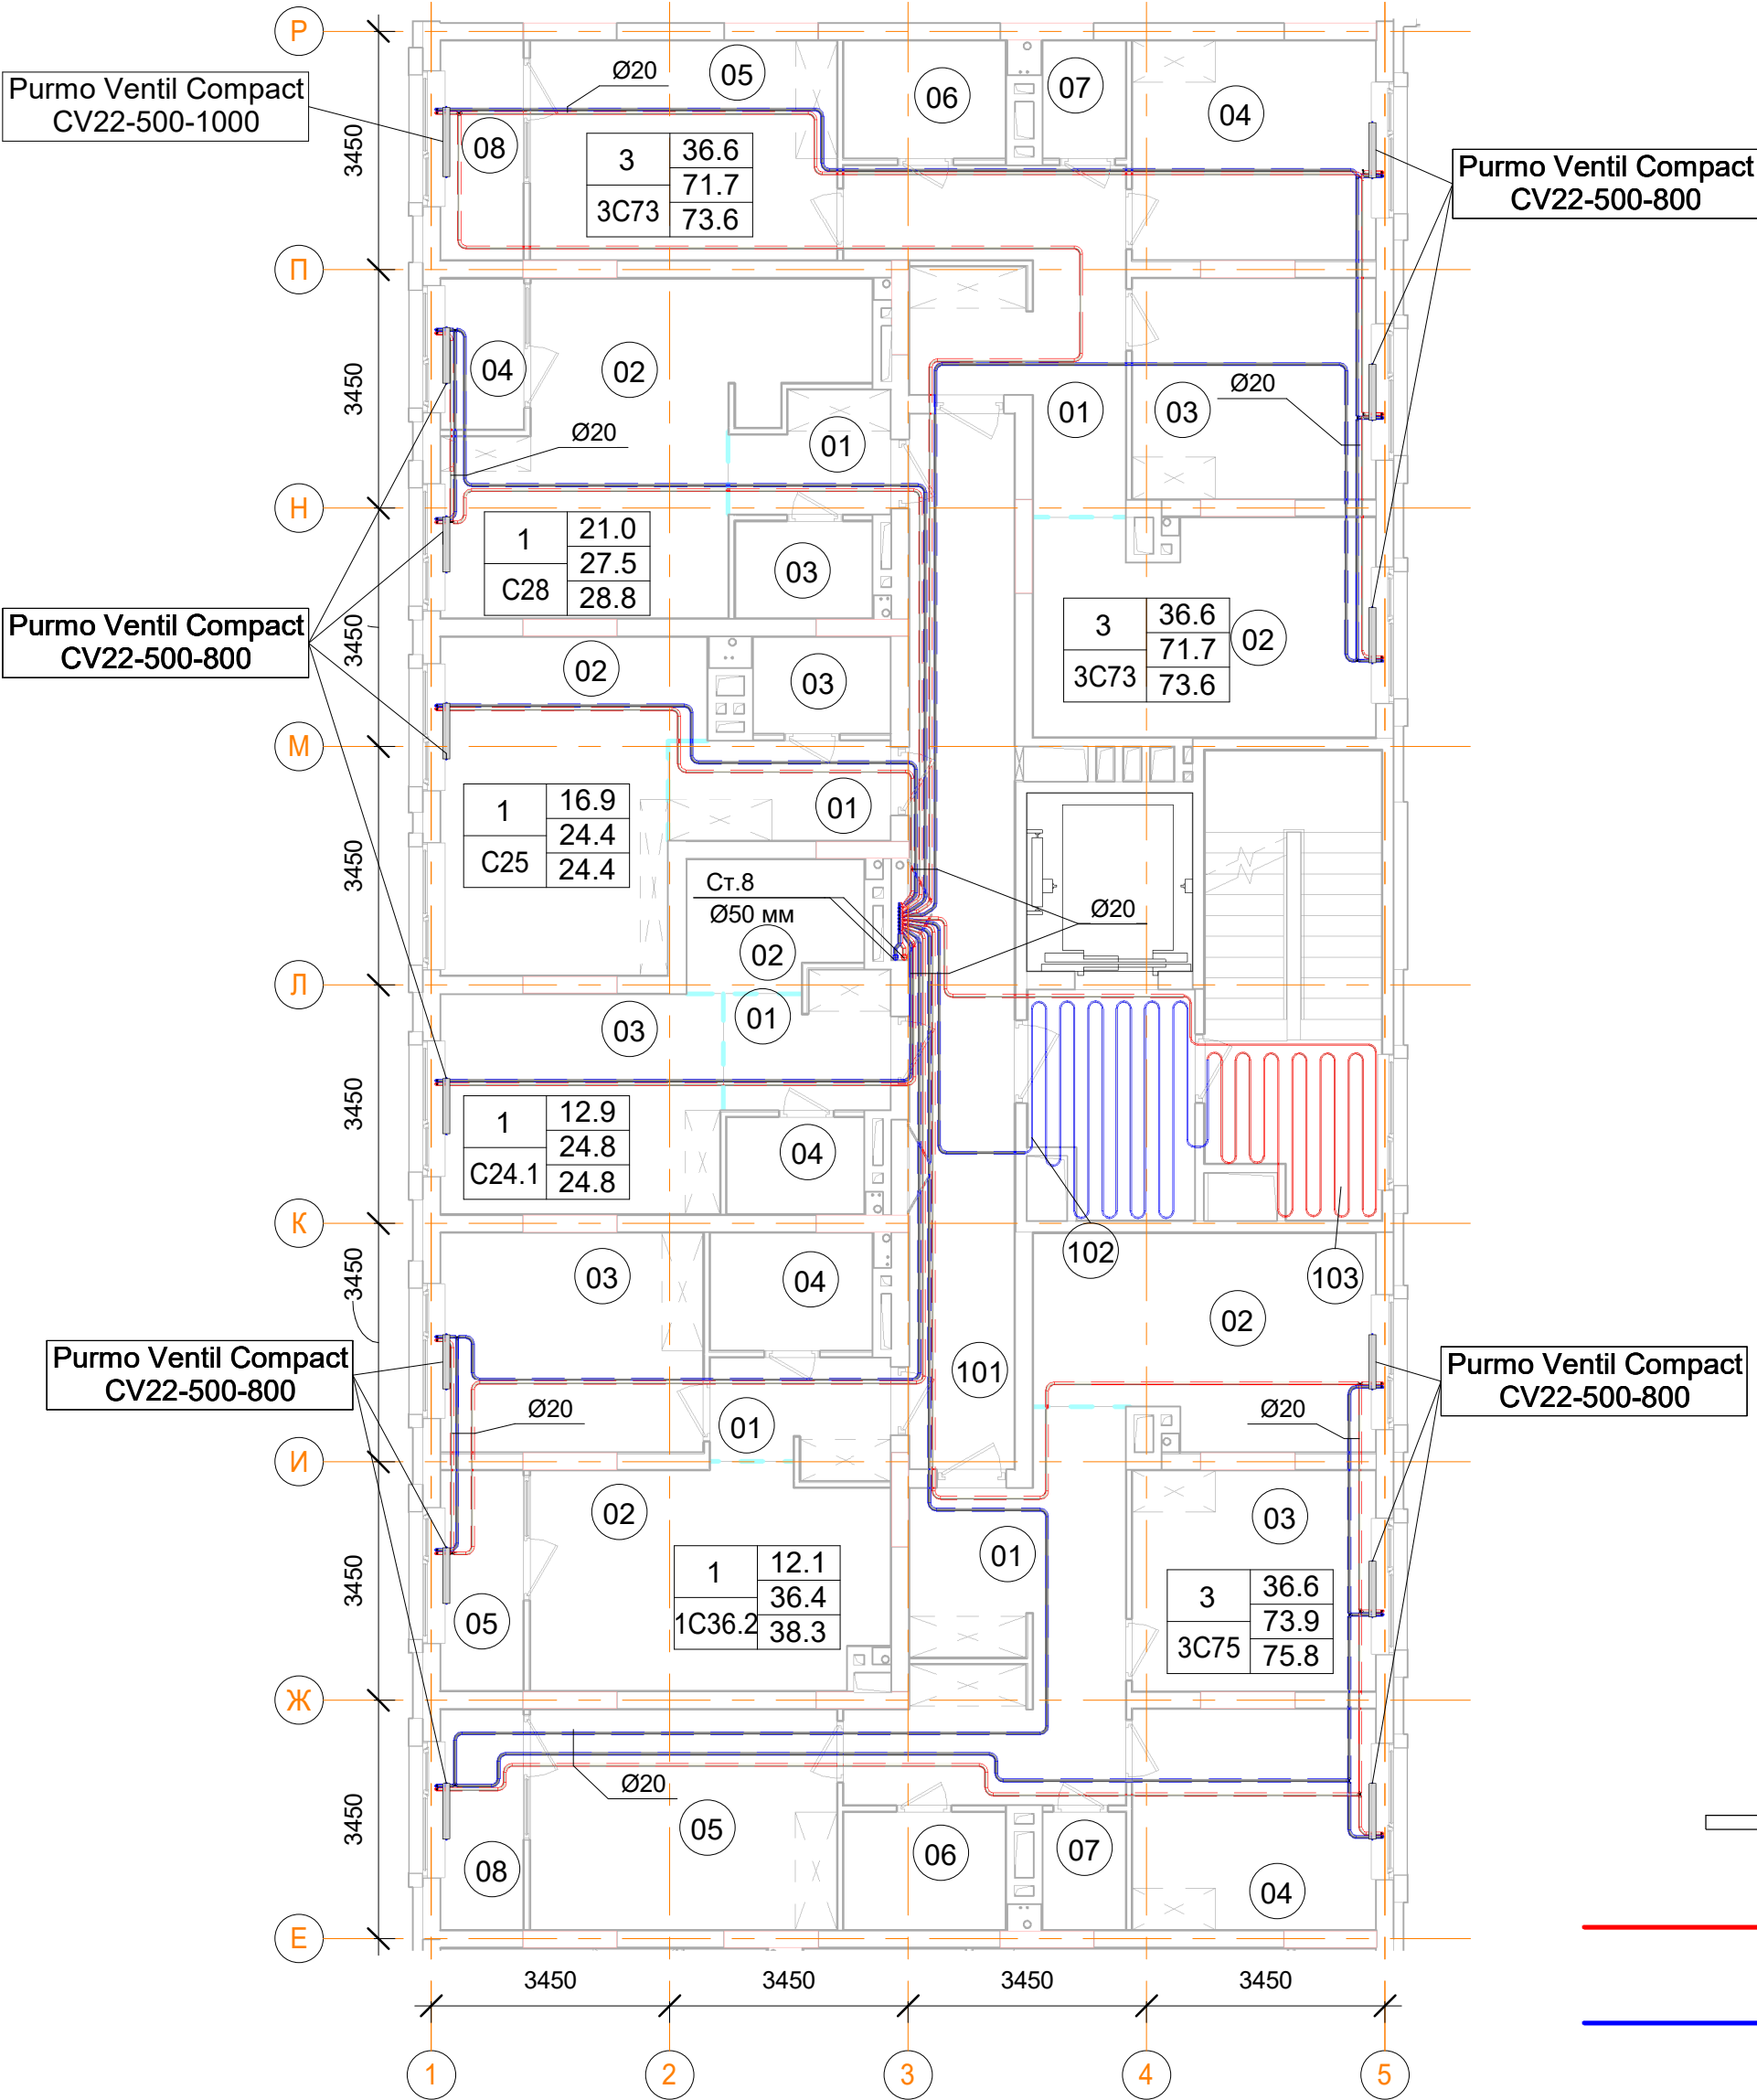 Р
Ø20
05
06
07
04
Purmo Ventil Compact
CV22-500-1000
3450
08
3
36.6
71.7
73.6
3С73
Purmo Ventil Compact
CV22-500-800
П
3450
04
02
Ø20
01
01
03
Ø20
Н
1
21.0
27.5
28.8
С28
03
Purmo Ventil Compact
CV22-500-800
3450
02
03
3
36.6
71.7
73.6
3С73
02
М
1
16.9
24.4
24.4
С25
01
3450
Ст.8
Ø50 мм
02
Ø20
Л
03
01
3450
1
12.9
24.8
24.8
С24.1
04
К
102
103
3450
03
04
02
Purmo Ventil Compact
CV22-500-800
101
Purmo Ventil Compact
CV22-500-800
Ø20
01
Ø20
И
02
03
3450
1
12.1
36.4
38.3
1С36.2
01
3
36.6
73.9
75.8
3С75
05
Ж
Ø20
3450
05
06
07
08
04
Е
3450
3450
3450
3450
1
2
3
4
5